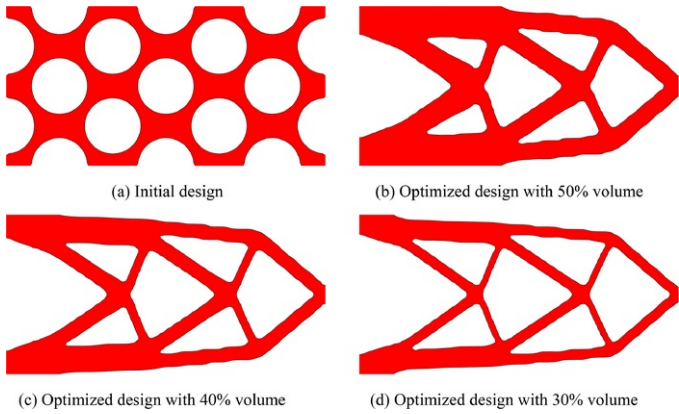 (a) Initial design
(b) Optimized design with 50% volume
(c) Optimized design with 40% volume
(d) Optimized design with 30% volume